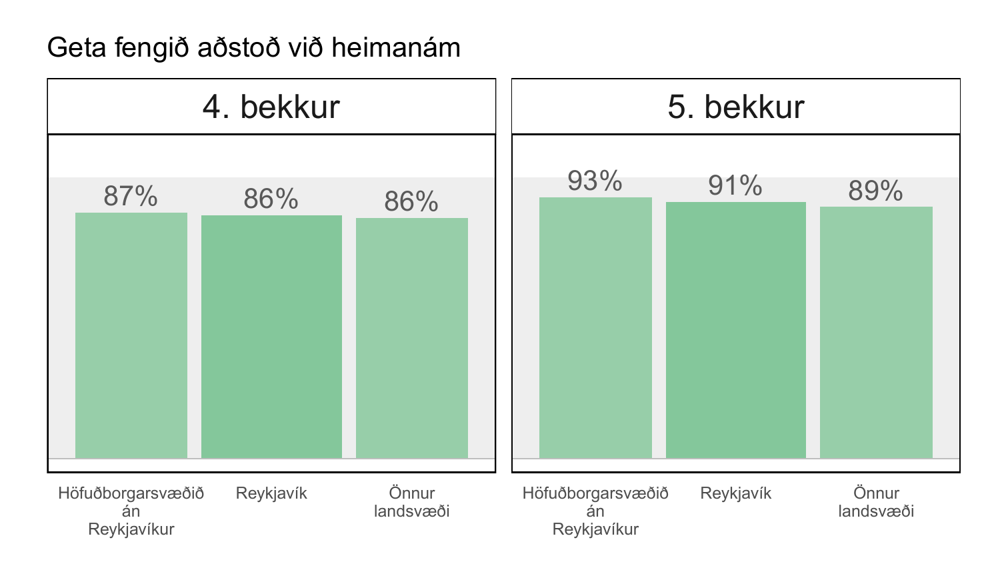 Geta fengið aðstoð við heimanám
4. bekkur
87%
86%
86%
Höfuðborgarsvæðið
án
Reykjavíkur
Reykjavík
Önnur
landsvæði
5. bekkur
93%
91%
89%
Höfuðborgarsvæðið
án
Reykjavíkur
Reykjavík
Önnur
landsvæði